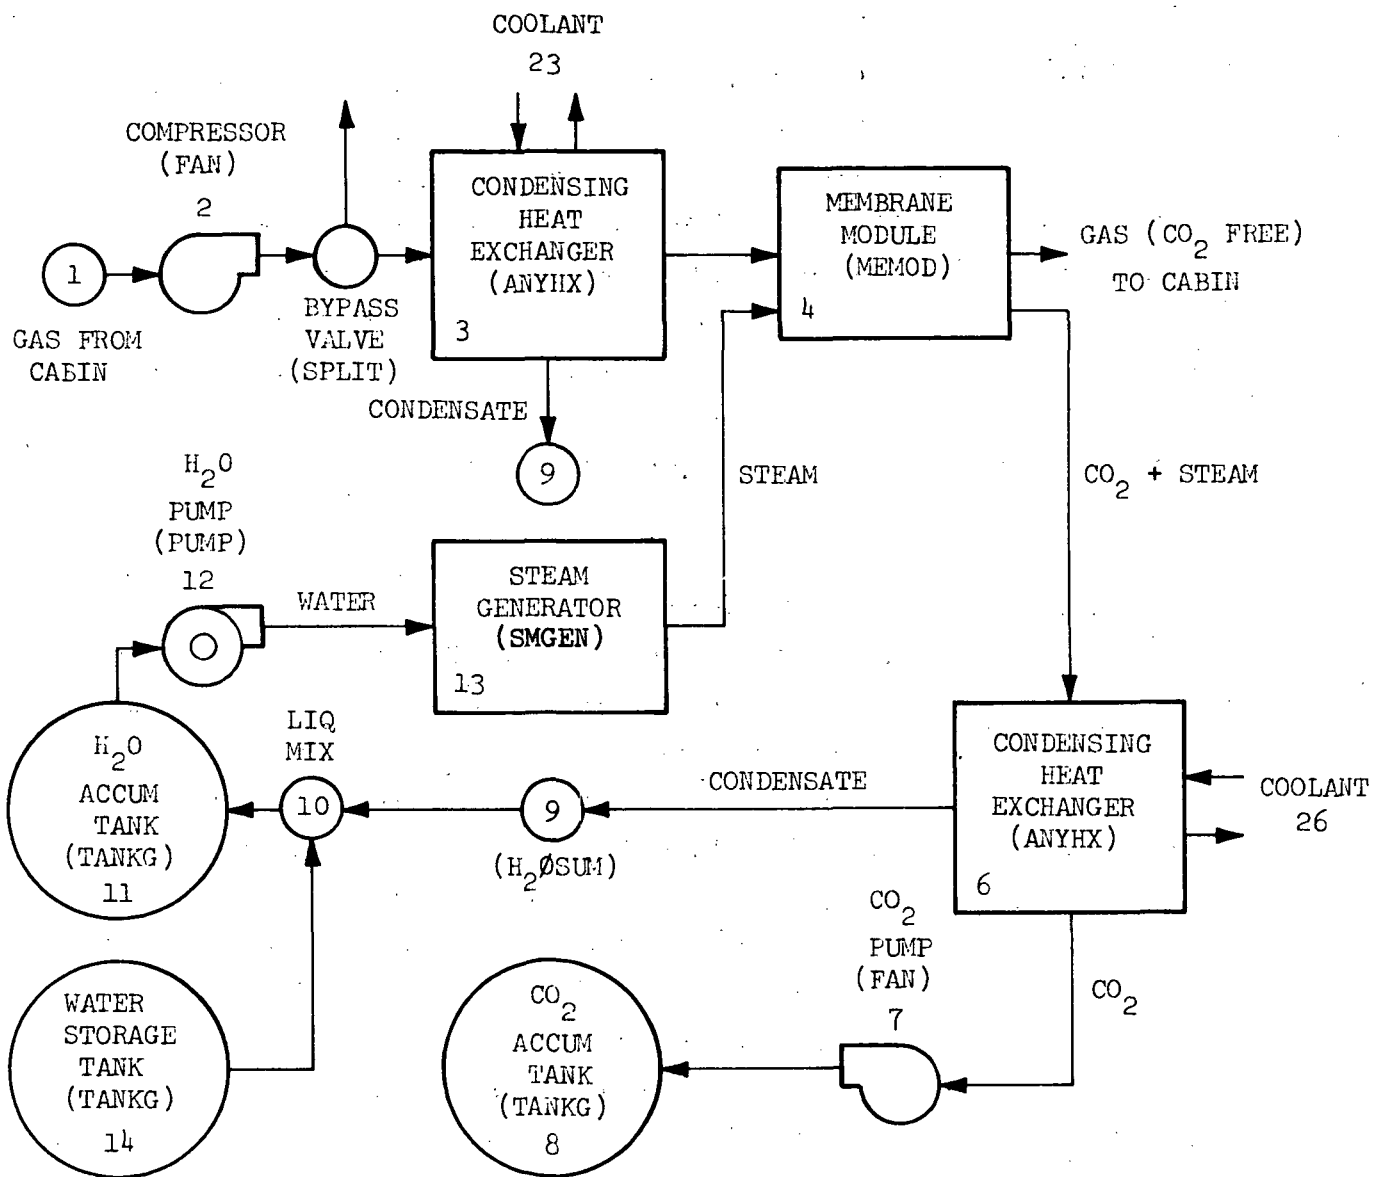 COOLANT
23
COMPRESSOR
(FAN)
2
1
GAS FROM
CABIN
BYPASS
VALVE
(SPLIT)
CONDENSING
HEAT
EXCHANGER
(ANYHX)
3
MEMBRANE
MODULE
(MEMOD)
4
GAS (CO2 FREE)
TO CABIN
CONDENSATE
9
STEAM
CO2 + STEAM
H2O
PUMP
(PUMP)
12
WATER
STEAM
GENERATOR
(SMGEN)
13
H2O
ACCUM
TANK
(TANKG)
11
LIQ
MIX
10
9
(H2ØSUM)
CONDENSATE
CONDENSING
HEAT
EXCHANGER
(ANYHX)
6
COOLANT
26
WATER
STORAGE
TANK
(TANKG)
14
CO2
ACCUM
TANK
(TANKG)
8
CO2
PUMP
(FAN)
7
CO2